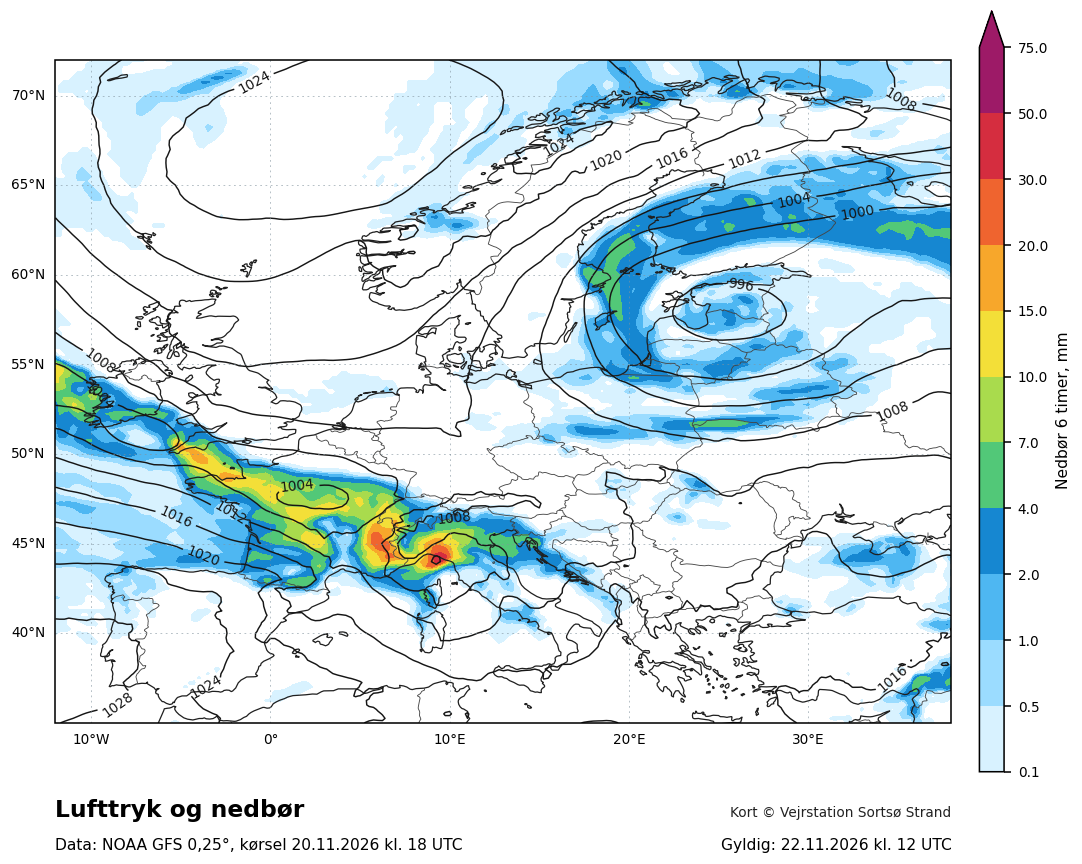 75.0
50.0
30.0
20.0
15.0
10.0
7.0
4.0
2.0
1.0
0.5
0.1
Nedbør 6 timer, mm
70°N
65°N
60°N
55°N
50°N
45°N
40°N
10°W
0°
10°E
20°E
30°E
1024
1008
1024
1020
1016
1012
1004
1000
996
1008
1008
1004
1012
1016
1020
1008
1024
1028
1016
Lufttryk og nedbør
Kort © Vejrstation Sortsø Strand
Data: NOAA GFS 0,25°, kørsel 20.11.2026 kl. 18 UTC
Gyldig: 22.11.2026 kl. 12 UTC